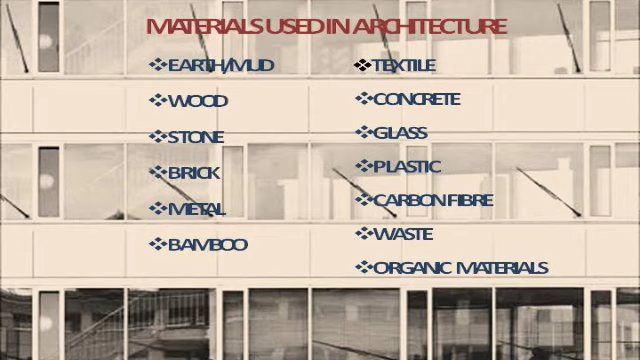 MATERIALS USED IN ARCHITECTURE
❖EARTH/MUD
❖WOOD
❖STONE
❖BRICK
❖METAL
❖BAMBOO
❖TEXTILE
❖CONCRETE
❖GLASS
❖PLASTIC
❖CARBON FIBRE
❖WASTE
❖ORGANIC MATERIALS